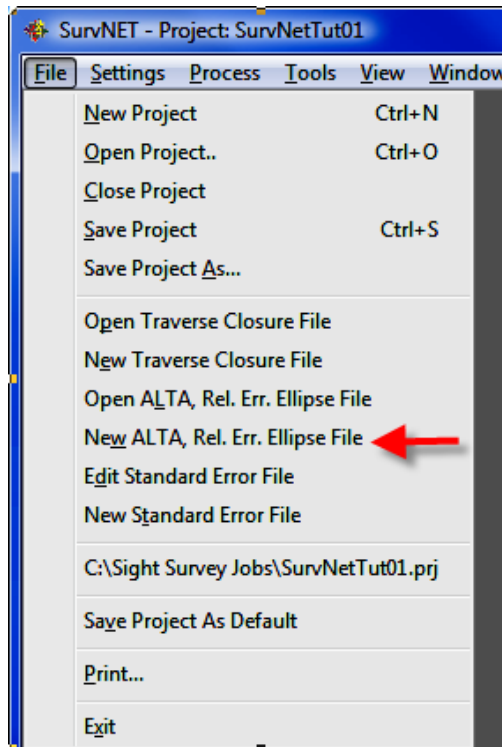 SurvNET - Project: SurvNetTut01
File Settings Process Tools View Window
New Project Ctrl+N
Open Project.. Ctrl+O
Close Project
Save Project Ctrl+S
Save Project As...
Open Traverse Closure File
New Traverse Closure File
Open ALTA, Rel. Err. Ellipse File
New ALTA, Rel. Err. Ellipse File
Edit Standard Error File
New Standard Error File
C:\Sight Survey Jobs\SurvNetTut01.prj
Save Project As Default
Print...
Exit